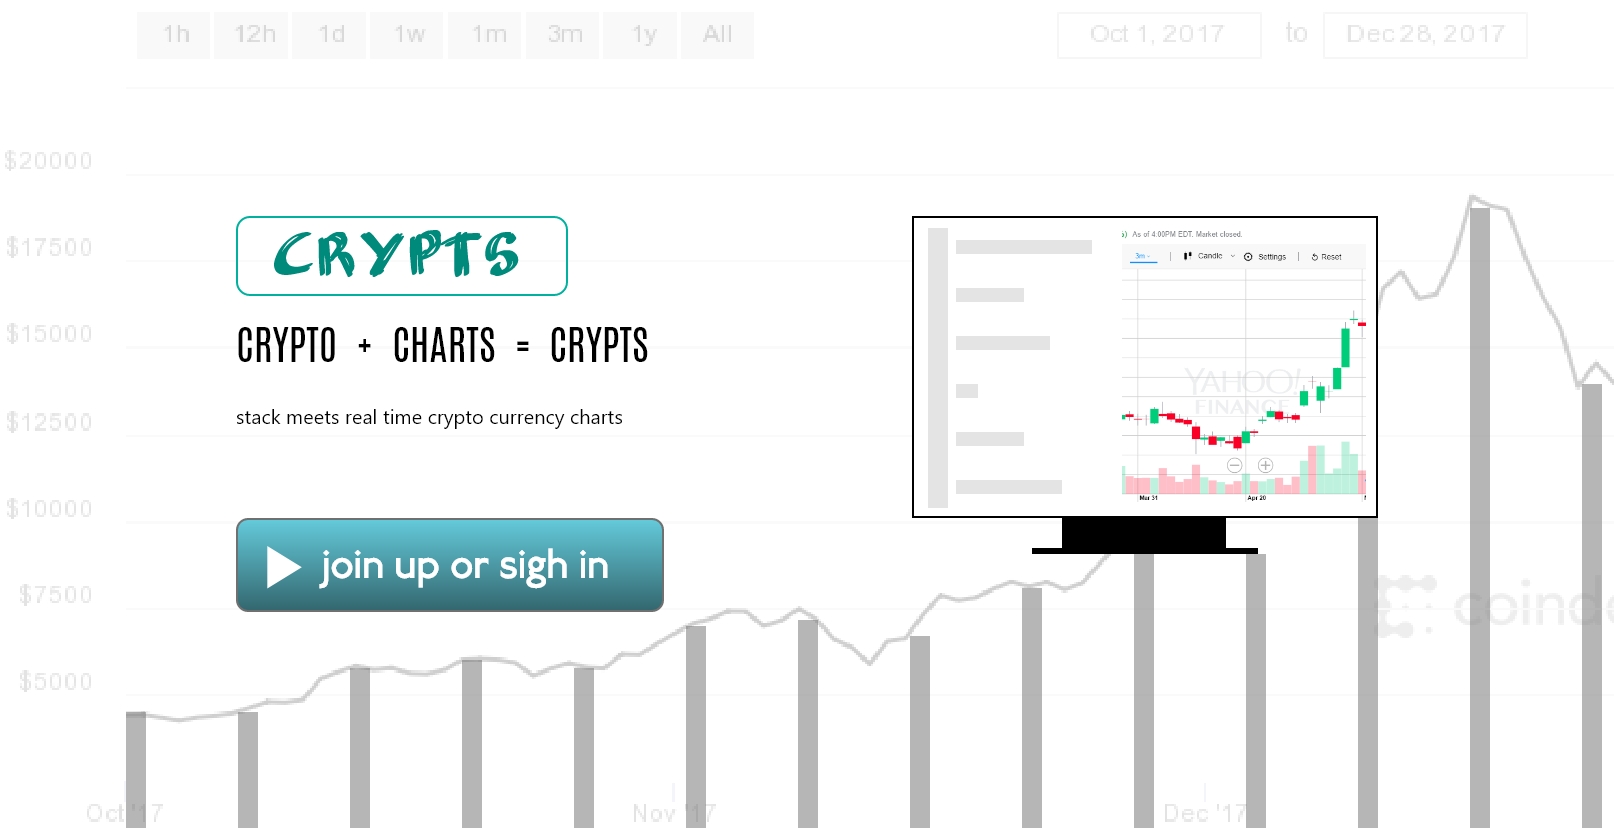 1h 12h 1d 1w 1m 3m 1y All Oct 1, 2017 to Dec 28, 2017
$20000
$17500
$15000
$12500
$10000
$7500
$5000
CRYPTS
CRYPTO + CHARTS = CRYPTS
stack meets real time crypto currency charts
join up or sigh in
As of 4:00PM EDT. Market closed.
3m Candle Settings Reset
YAHOO!
FINANCE
Mar 31 Apr 20
coinde
Oct '17 Nov '17 Dec '17